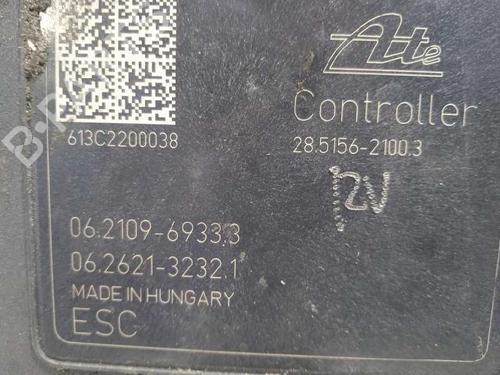 Ate
Controller
613C2200038
28.5156-2100.3
12V
06.2109-6933.3
06.2621-3232.1
MADE IN HUNGARY
ESC